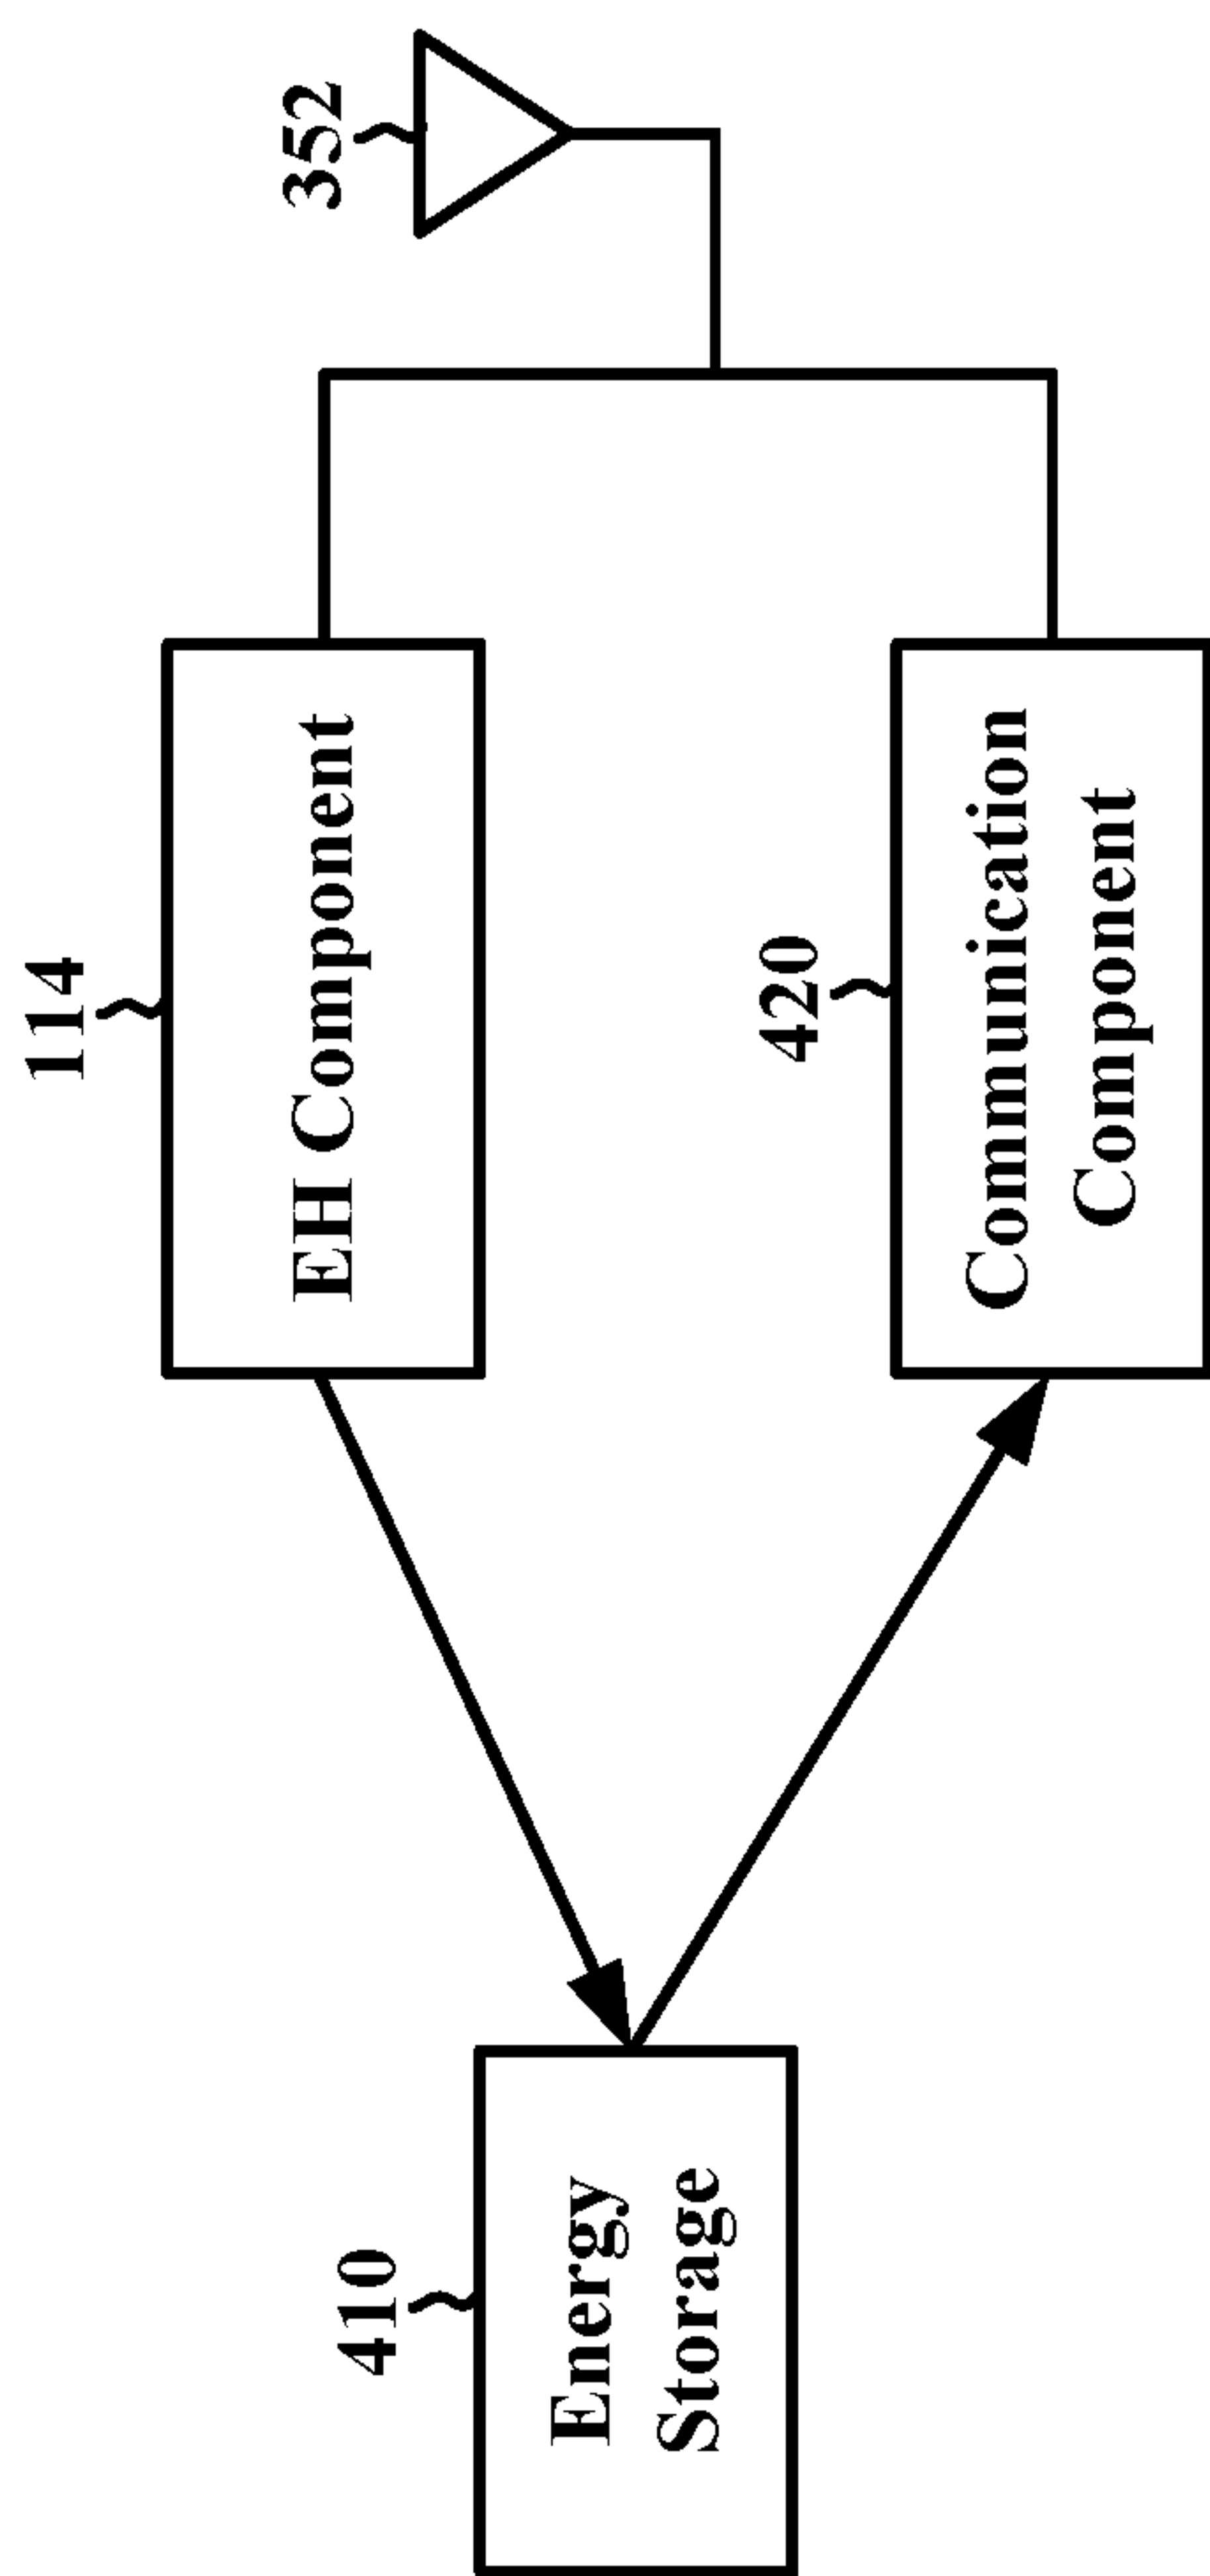 410
Energy
Storage
114
EH Component
420
Communication
Component
352